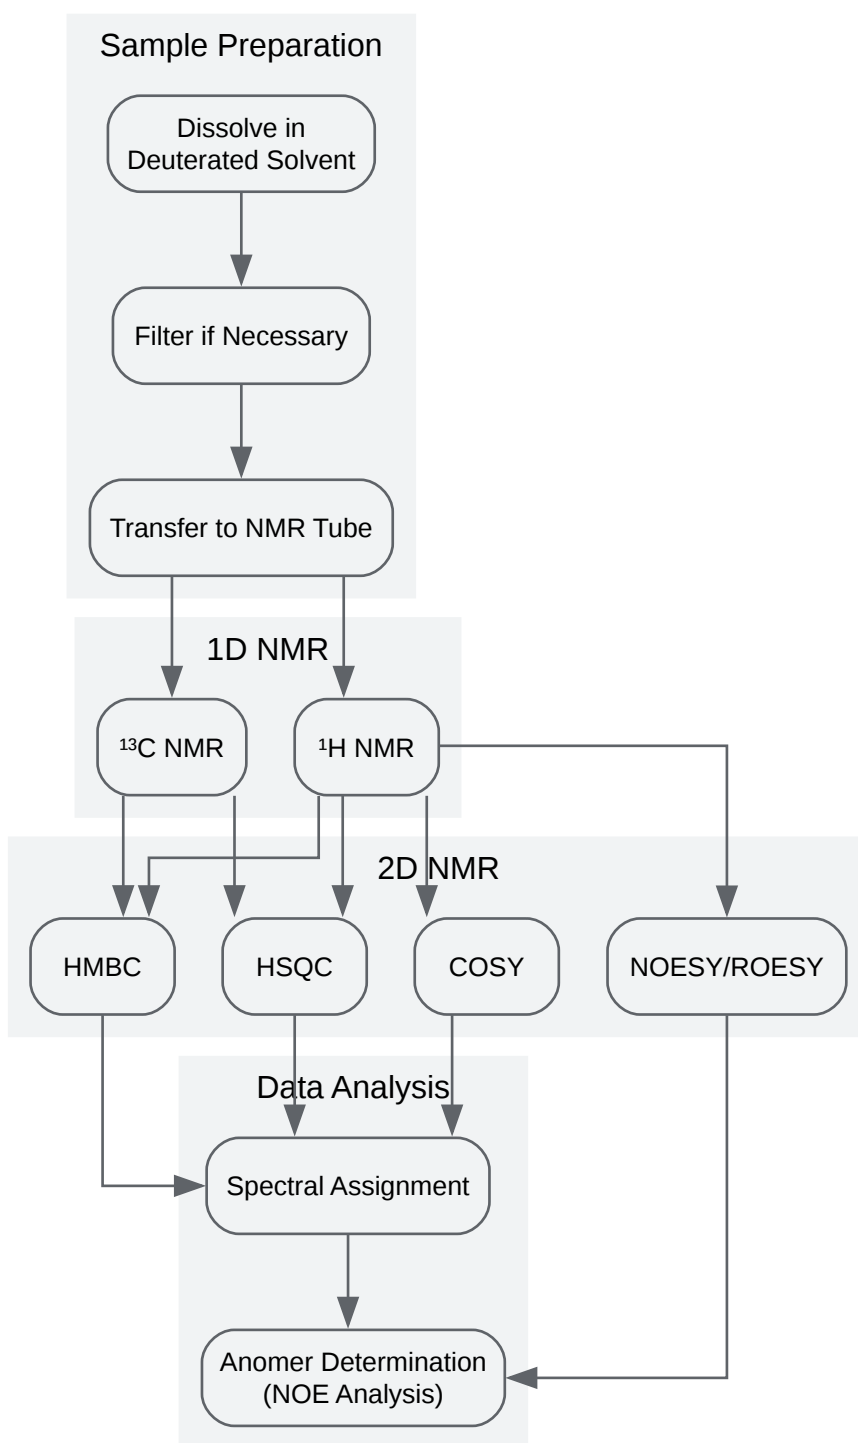 Sample Preparation
Dissolve in
Deuterated Solvent
Filter if Necessary
Transfer to NMR Tube
1D NMR
¹³C NMR
¹H NMR
2D NMR
HMBC
HSQC
COSY
NOESY/ROESY
Data Analysis
Spectral Assignment
Anomer Determination
(NOE Analysis)